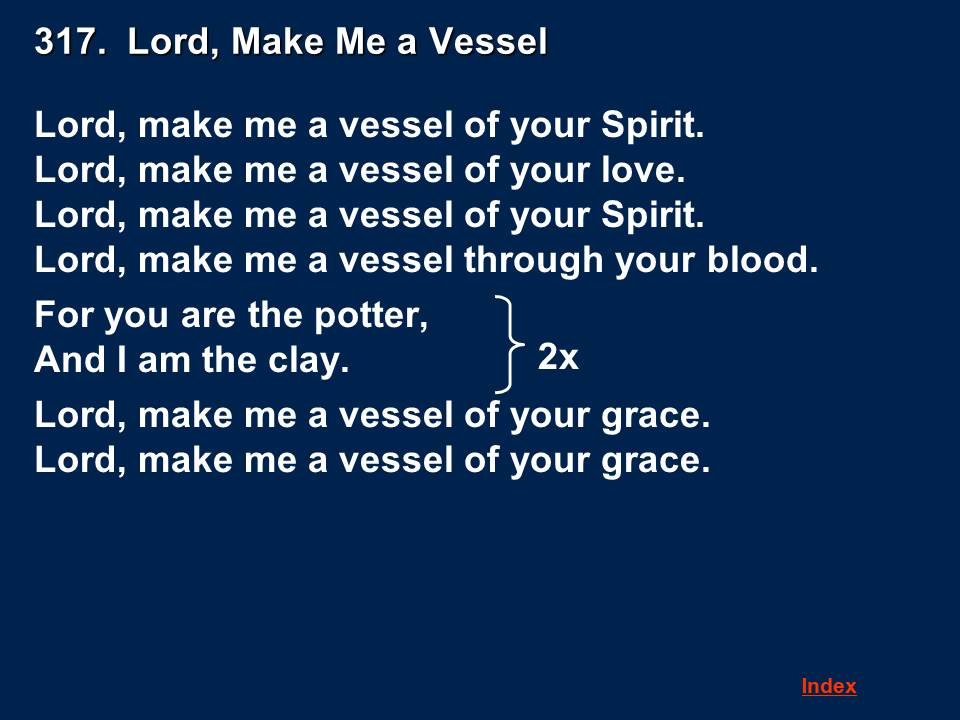 317.  Lord, Make Me a Vessel
Lord, make me a vessel of your Spirit.
Lord, make me a vessel of your love.
Lord, make me a vessel of your Spirit.
Lord, make me a vessel through your blood.
For you are the potter,
And I am the clay.
2x
Lord, make me a vessel of your grace.
Lord, make me a vessel of your grace.
Index